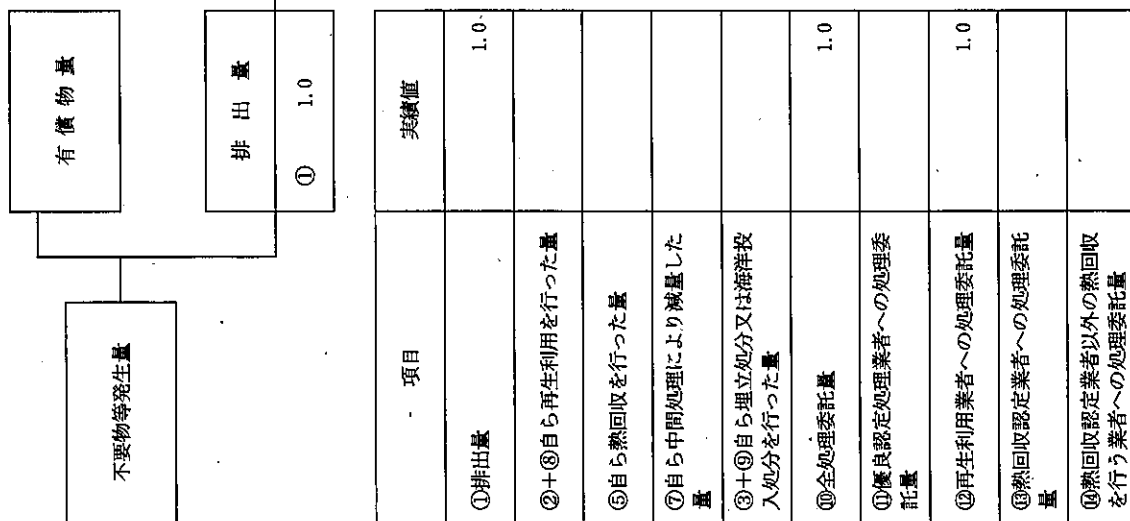 不要物等発生量
有償物量
排出量
① 1.0
項目 実績値
①排出量 1.0
②+⑧自ら再生利用を行った量
⑤自ら熱回収を行った量
⑦自ら中間処理により減量した
量
③+⑨自ら埋立処分又は海洋投
入処分を行った量
⑩全処理委託量 1.0
⑪優良認定処理業者への処理委
託量
⑫再生利用業者への処理委託量 1.0
⑬熱回収認定業者への処理委託
量
⑭熱回収認定業者以外の熱回収
を行う業者への処理委託量